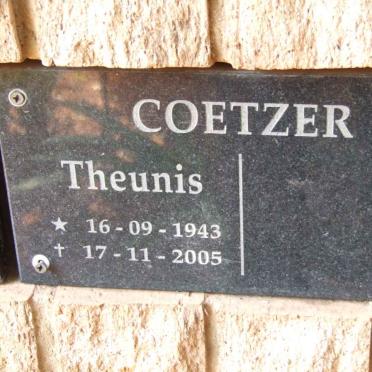 COETZER
Theunis
★ 16 - 09 - 1943
✝ 17 - 11 - 2005